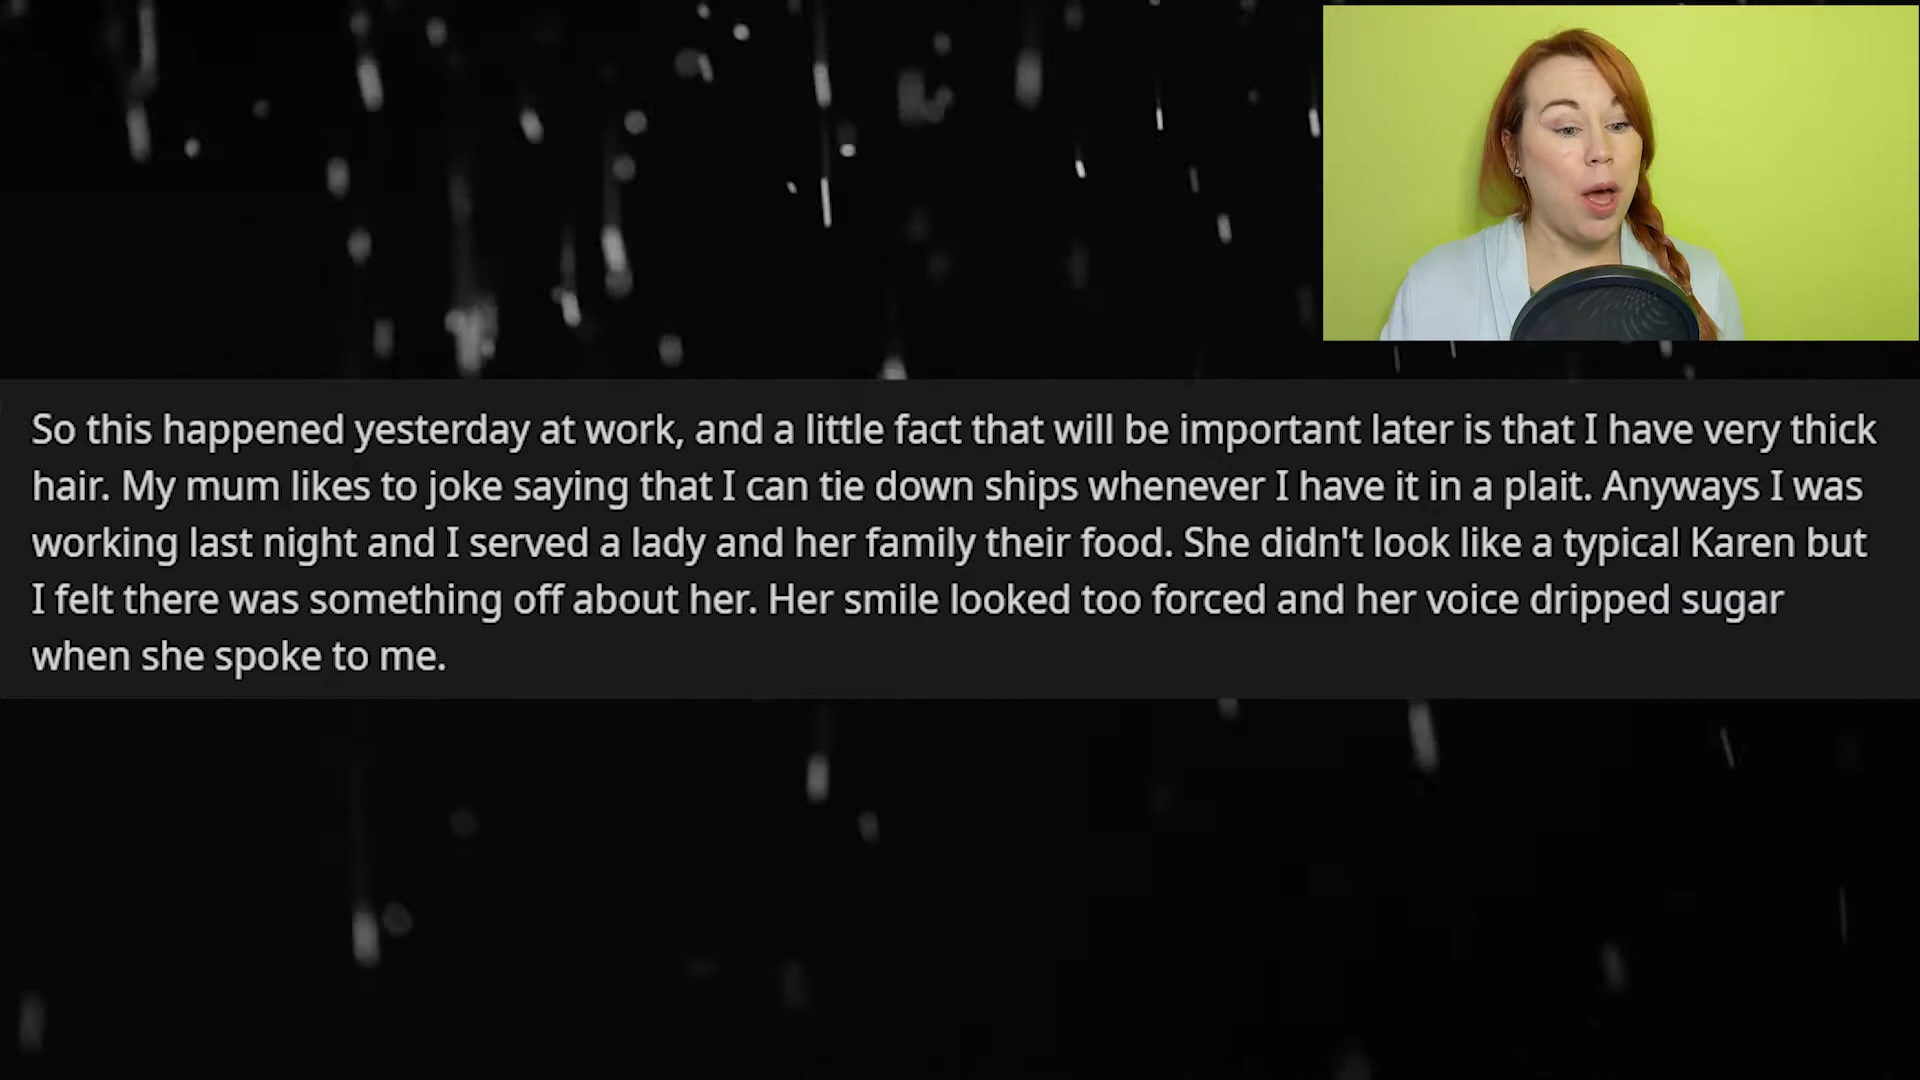 So this happened yesterday at work, and a little fact that will be important later is that I have very thick
hair. My mum likes to joke saying that I can tie down ships whenever I have it in a plait. Anyways I was
working last night and I served a lady and her family their food. She didn't look like a typical Karen but
I felt there was something off about her. Her smile looked too forced and her voice dripped sugar
when she spoke to me.